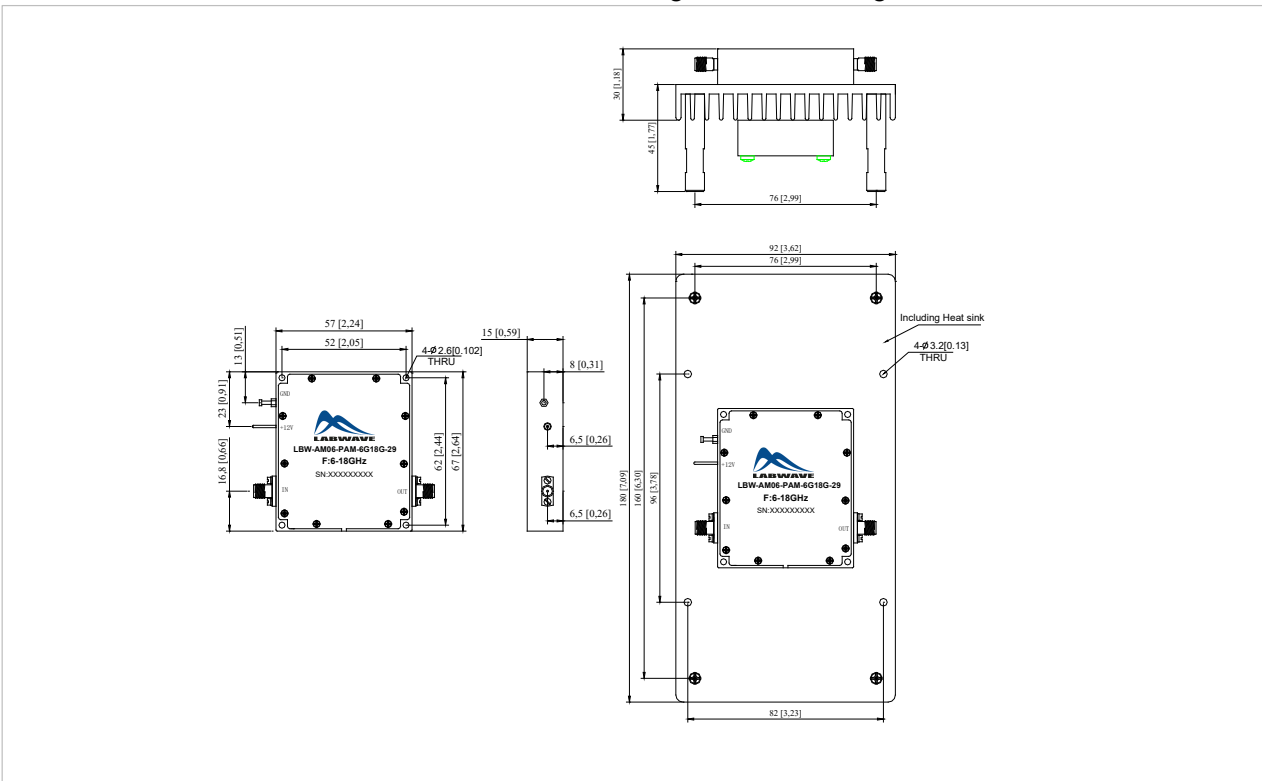 30 [1,18]
45 [1,77]
76 [2,99]
92 [3,62]
76 [2,99]
Including Heat sink
4-Ø3.2[0.13]
THRU
180 [7,09]
160 [6,30]
96 [3,78]
82 [3,23]
GND
+12V
LABWAVE
LBW-AM06-PAM-6G18G-29
F:6-18GHz
SN:XXXXXXXXX
IN
OUT
57 [2,24]
52 [2,05]
4-Ø2.6[0.102]
THRU
13 [0,51]
23 [0,91]
16,8 [0,66]
62 [2,44]
67 [2,64]
GND
+12V
LABWAVE
LBW-AM06-PAM-6G18G-29
F:6-18GHz
SN:XXXXXXXXX
IN
OUT
15 [0,59]
8 [0,31]
6,5 [0,26]
6,5 [0,26]